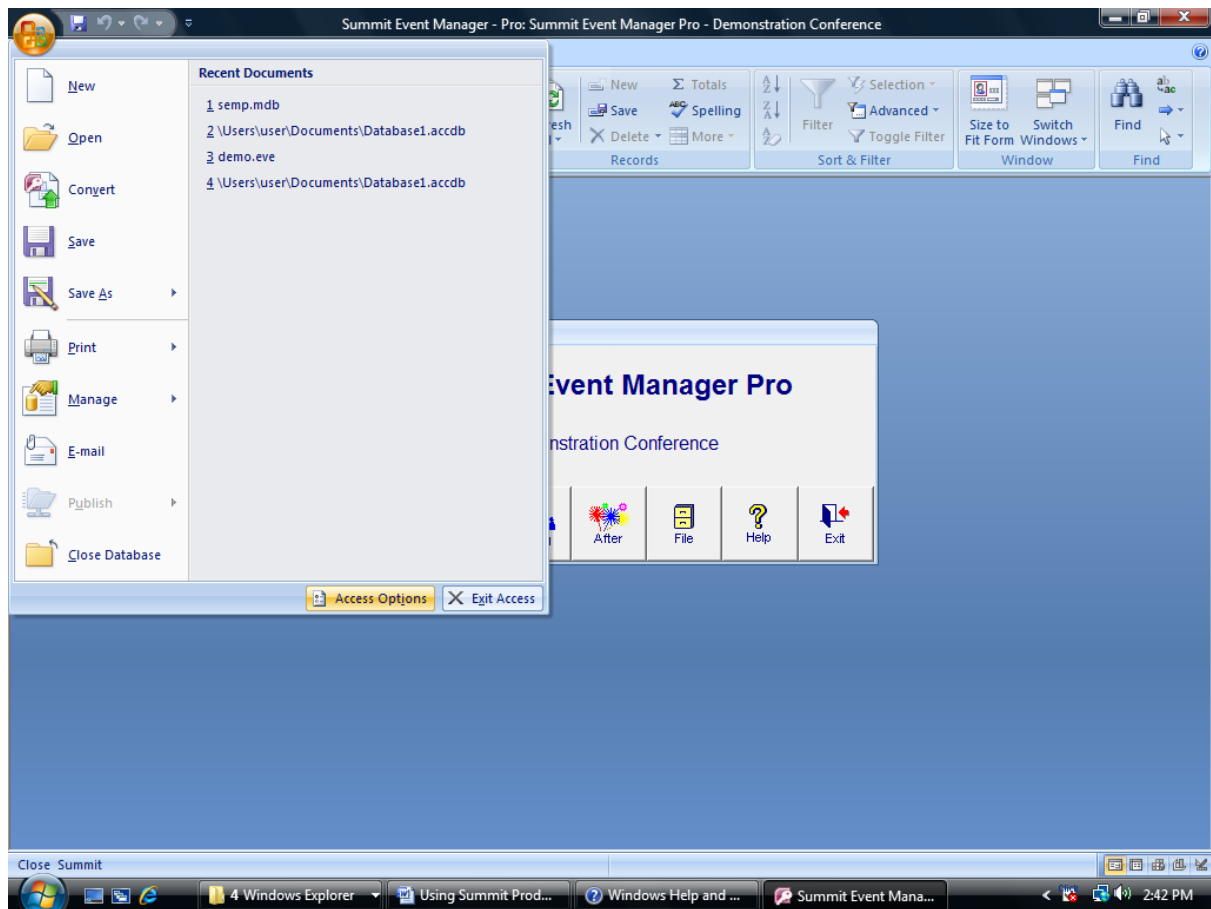 Summit Event Manager - Pro: Summit Event Manager Pro - Demonstration Conference
New
Open
Convert
Save
Save As
Print
Manage
E-mail
Publish
Close Database
Recent Documents
1 semp.mdb
2 \Users\user\Documents\Database1.accdb
3 demo.eve
4 \Users\user\Documents\Database1.accdb
Access Options
Exit Access
New
Save
Delete
Totals
Spelling
More
Records
Filter
Selection
Advanced
Toggle Filter
Sort & Filter
Size to Fit Form
Switch Windows
Window
Find
Find
Event Manager Pro
nstration Conference
After
File
Help
Exit
Close Summit
4 Windows Explorer
Using Summit Prod...
Windows Help and ...
Summit Event Mana...
2:42 PM